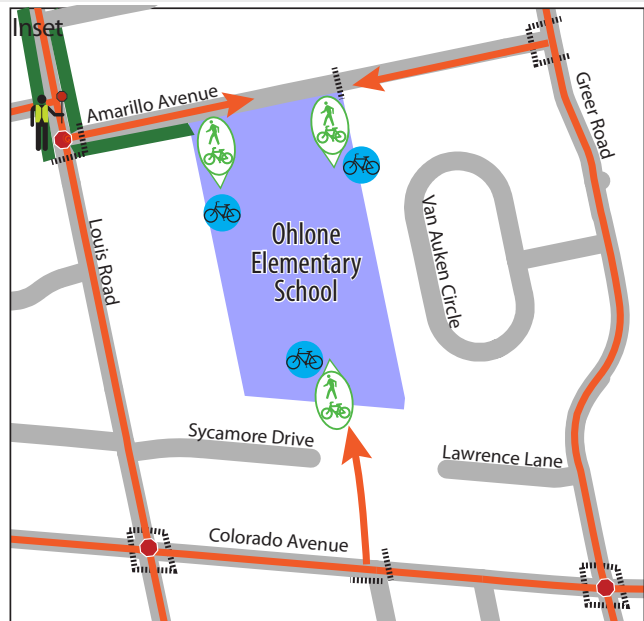 Inset
Amarillo Avenue
Greer Road
Louis Road
Van Auken Circle
Ohlone
Elementary
School
Sycamore Drive
Lawrence Lane
Colorado Avenue